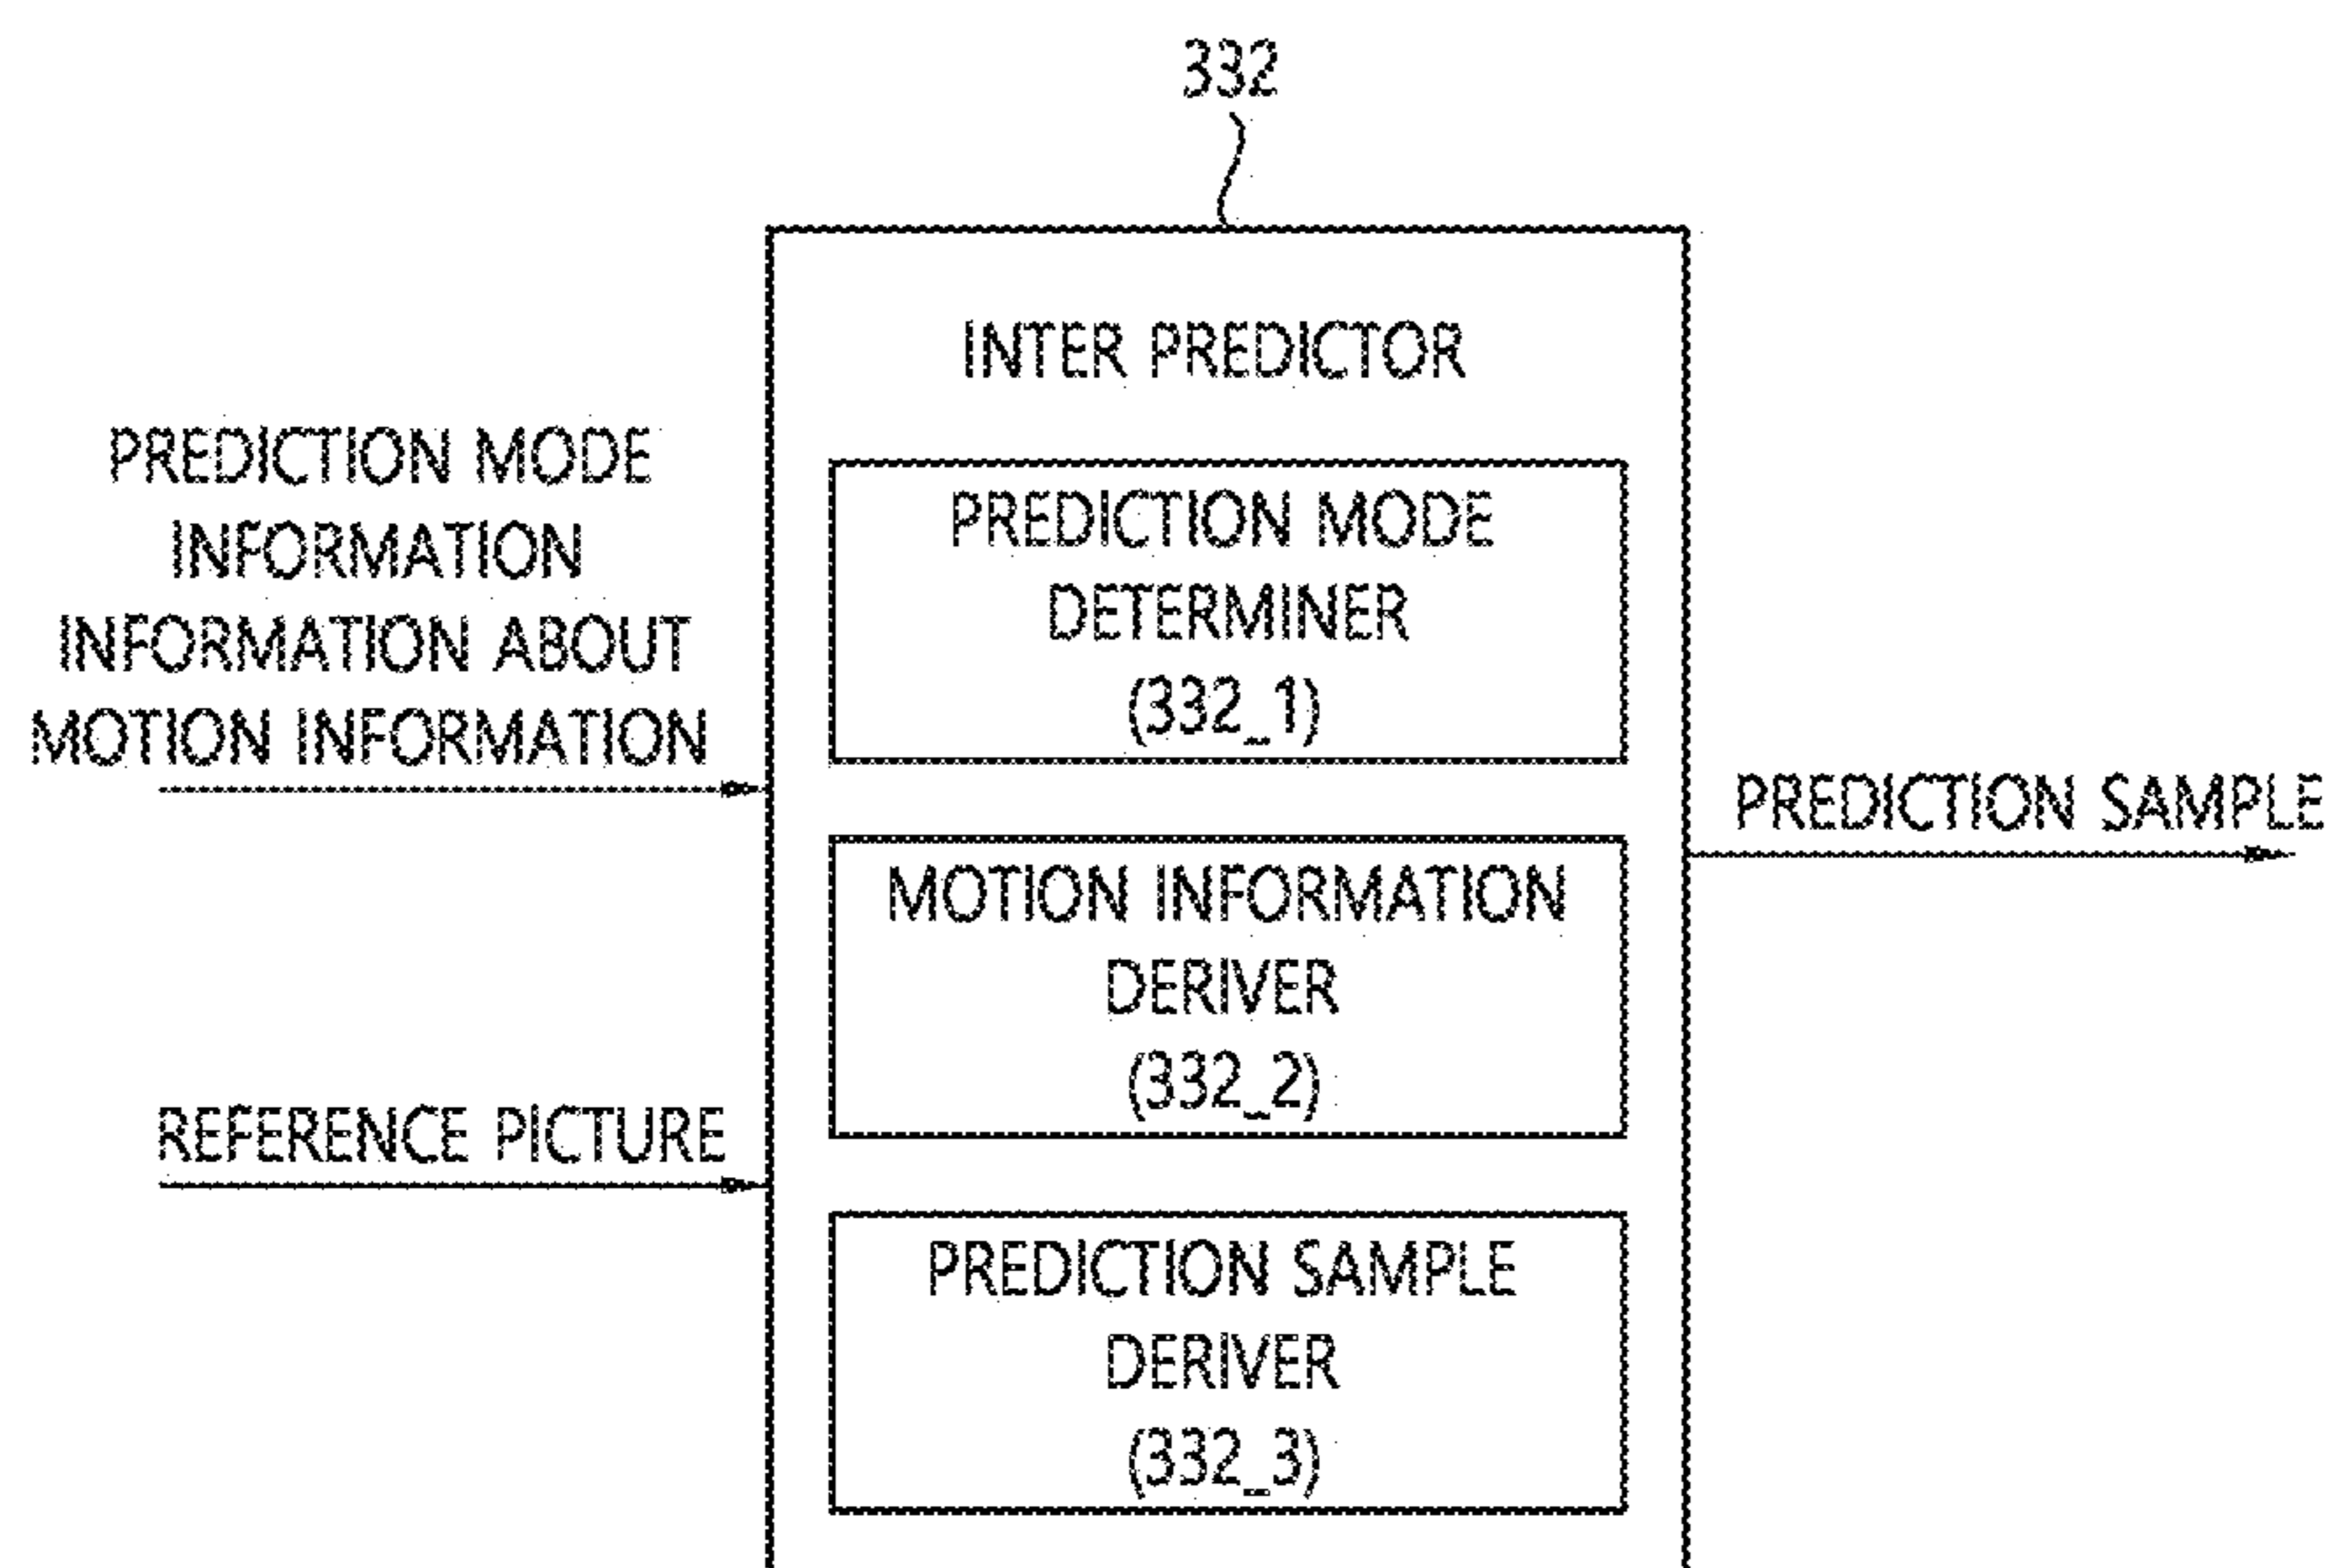 332
INTER PREDICTOR
PREDICTION MODE
INFORMATION
INFORMATION ABOUT
MOTION INFORMATION
REFERENCE PICTURE
PREDICTION MODE
DETERMINER
(332_1)
MOTION INFORMATION
DERIVER
(332_2)
PREDICTION SAMPLE
DERIVER
(332_3)
PREDICTION SAMPLE